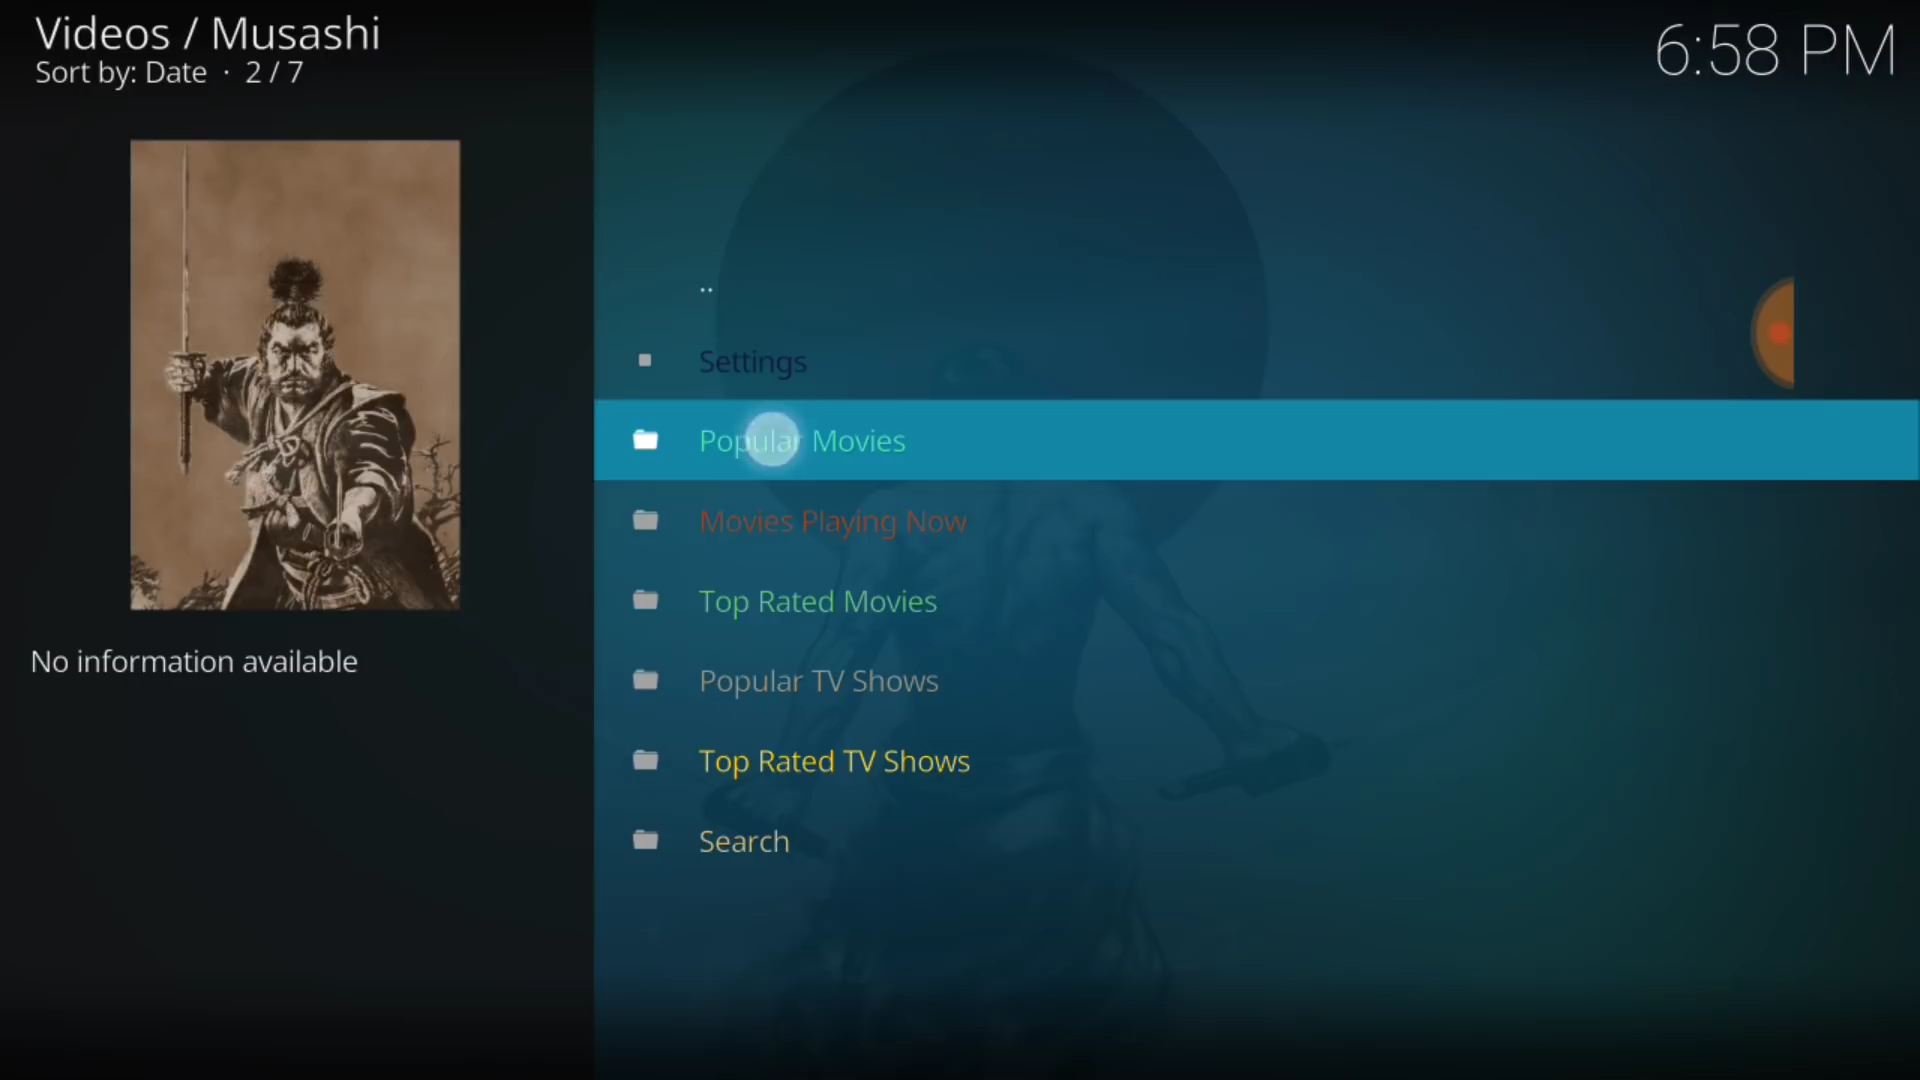 Videos / Musashi
Sort by: Date · 2 / 7
6:58 PM
..
Settings
Popular Movies
Movies Playing Now
Top Rated Movies
Popular TV Shows
Top Rated TV Shows
Search
No information available